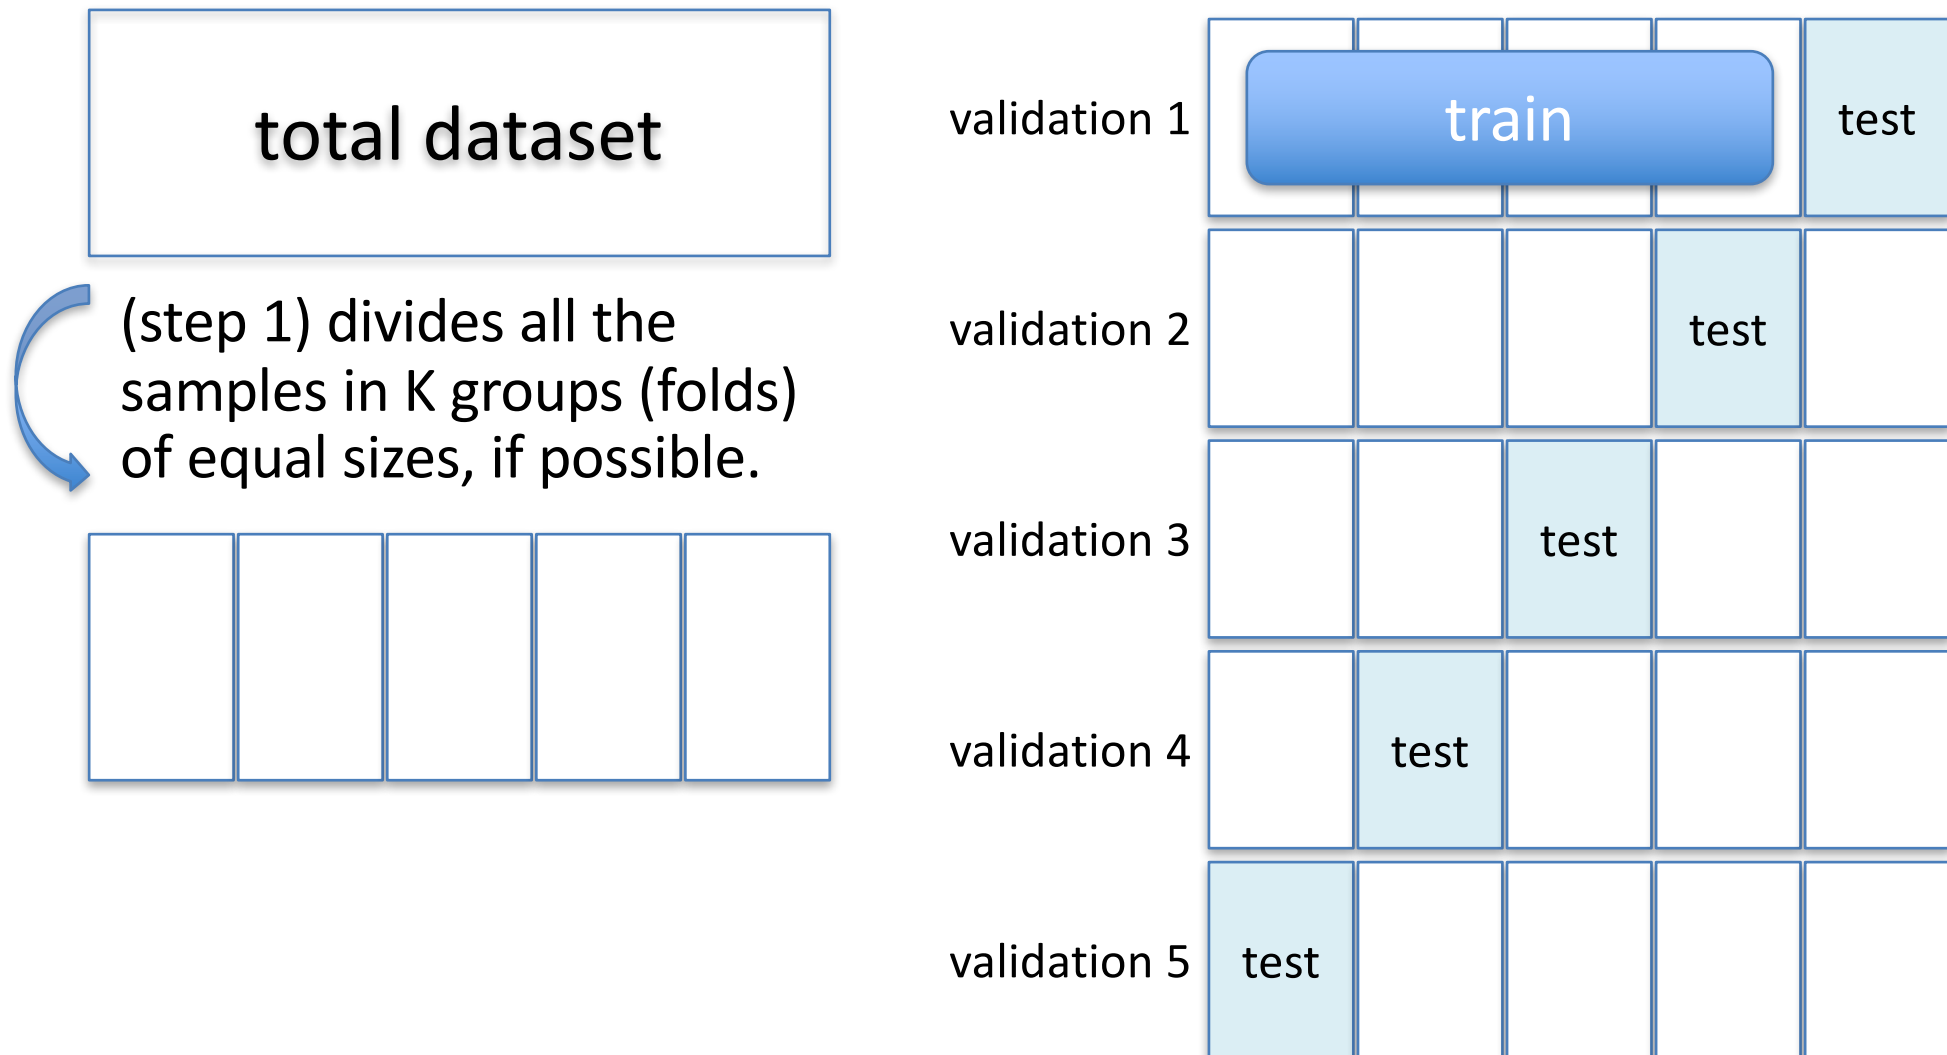 total dataset
(step 1) divides all the
samples in K groups (folds)
of equal sizes, if possible.
validation 1
train
test
validation 2
test
validation 3
test
validation 4
test
validation 5
test